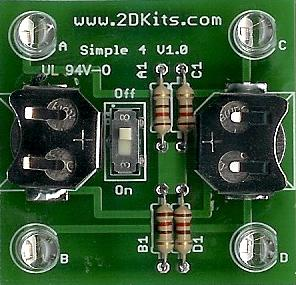 www.2DKits.com
A
Simple 4 V1.0
C
UL 94V-0
A1
C1
Off
On
B1
D1
B
D